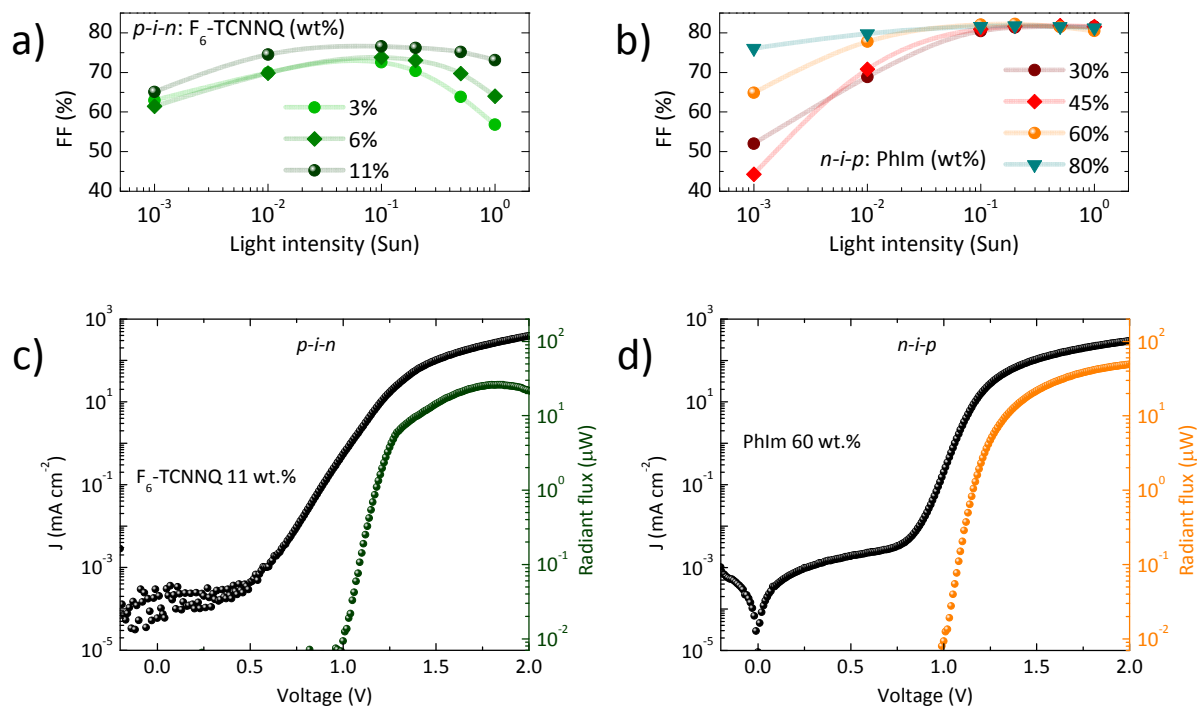 a)
p-i-n: F6-TCNNQ (wt%)
80
70
60
50
40
FF (%)
3%
6%
11%
10⁻³
10⁻²
10⁻¹
10⁰
Light intensity (Sun)
b)
80
70
60
50
40
FF (%)
30%
45%
60%
80%
n-i-p: PhIm (wt%)
10⁻³
10⁻²
10⁻¹
10⁰
Light intensity (Sun)
c)
p-i-n
F6-TCNNQ 11 wt.%
10³
10¹
10⁻¹
10⁻³
10⁻⁵
J (mA cm⁻²)
10²
10¹
10⁰
10⁻¹
10⁻²
Radiant flux (µW)
0.0
0.5
1.0
1.5
2.0
Voltage (V)
d)
n-i-p
PhIm 60 wt.%
10³
10¹
10⁻¹
10⁻³
10⁻⁵
J (mA cm⁻²)
10²
10¹
10⁰
10⁻¹
10⁻²
Radiant flux (µW)
0.0
0.5
1.0
1.5
2.0
Voltage (V)